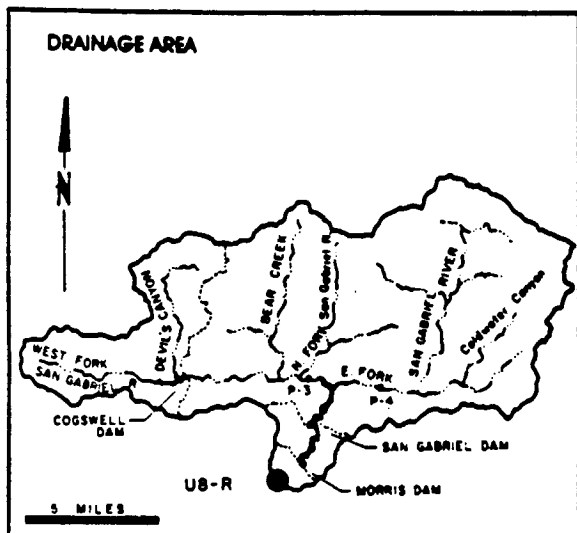 DRAINAGE AREA
N
DEVILS CANYON
BEAR CREEK
N FORK San Gabriel R.
SAN GABRIEL RIVER
Coldwater Canyon
WEST FORK
SAN GABRIEL R
E. FORK
P-3
P-4
COGSWELL
DAM
SAN GABRIEL DAM
U8-R
MORRIS DAM
5 MILES